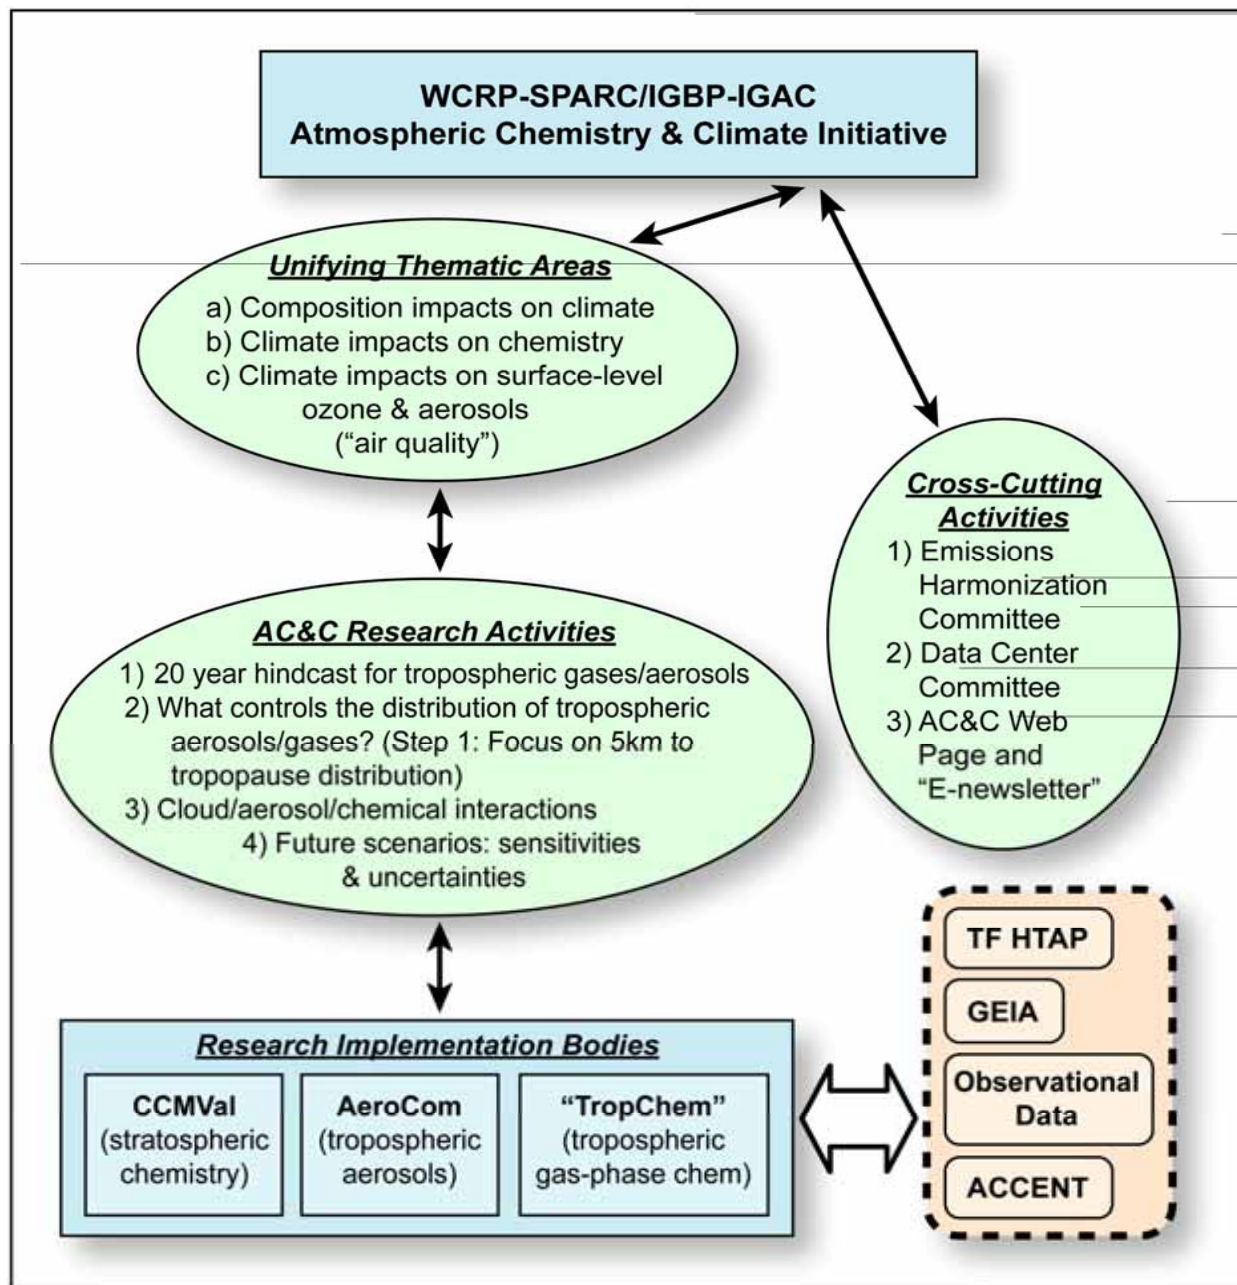 WCRP-SPARC/IGBP-IGAC
Atmospheric Chemistry & Climate Initiative
Unifying Thematic Areas
a) Composition impacts on climate
b) Climate impacts on chemistry
c) Climate impacts on surface-level
ozone & aerosols
(“air quality”)
Cross-Cutting
Activities
1) Emissions
Harmonization
Committee
2) Data Center
Committee
3) AC&C Web
Page and
“E-newsletter”
AC&C Research Activities
1) 20 year hindcast for tropospheric gases/aerosols
2) What controls the distribution of tropospheric
aerosols/gases? (Step 1: Focus on 5km to
tropopause distribution)
3) Cloud/aerosol/chemical interactions
4) Future scenarios: sensitivities
& uncertainties
Research Implementation Bodies
CCMVal
(stratospheric
chemistry)
AeroCom
(tropospheric
aerosols)
“TropChem”
(tropospheric
gas-phase chem)
TF HTAP
GEIA
Observational
Data
ACCENT